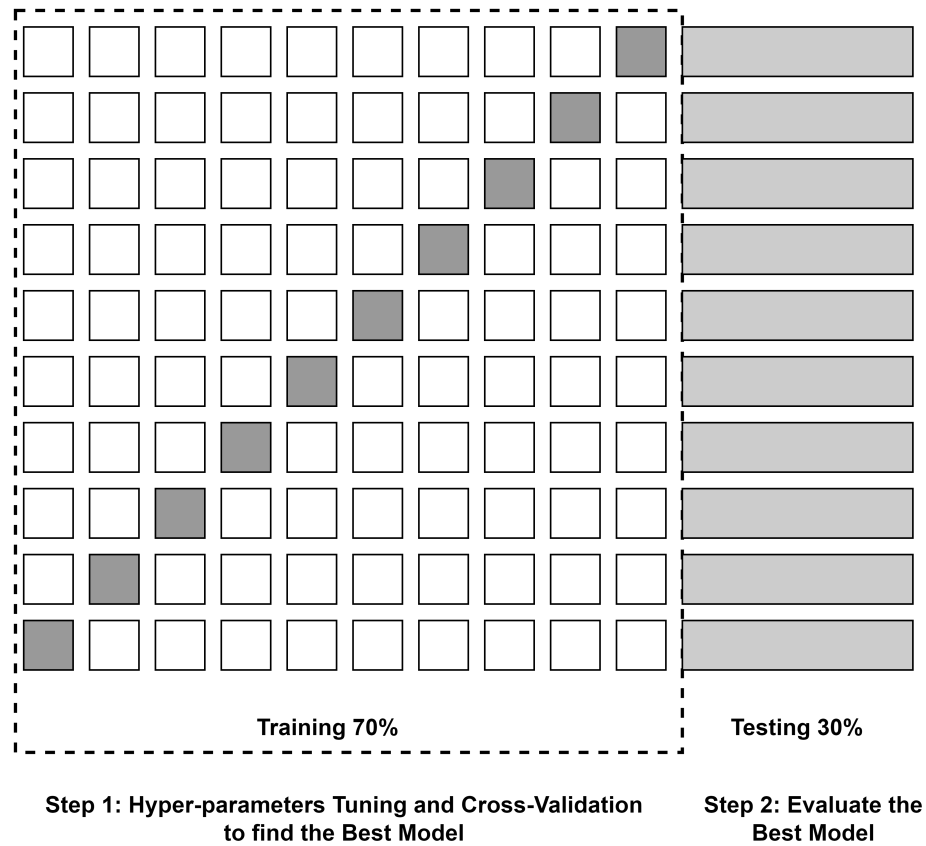 Training 70%
Testing 30%
Step 1: Hyper-parameters Tuning and Cross-Validation
to find the Best Model
Step 2: Evaluate the
Best Model